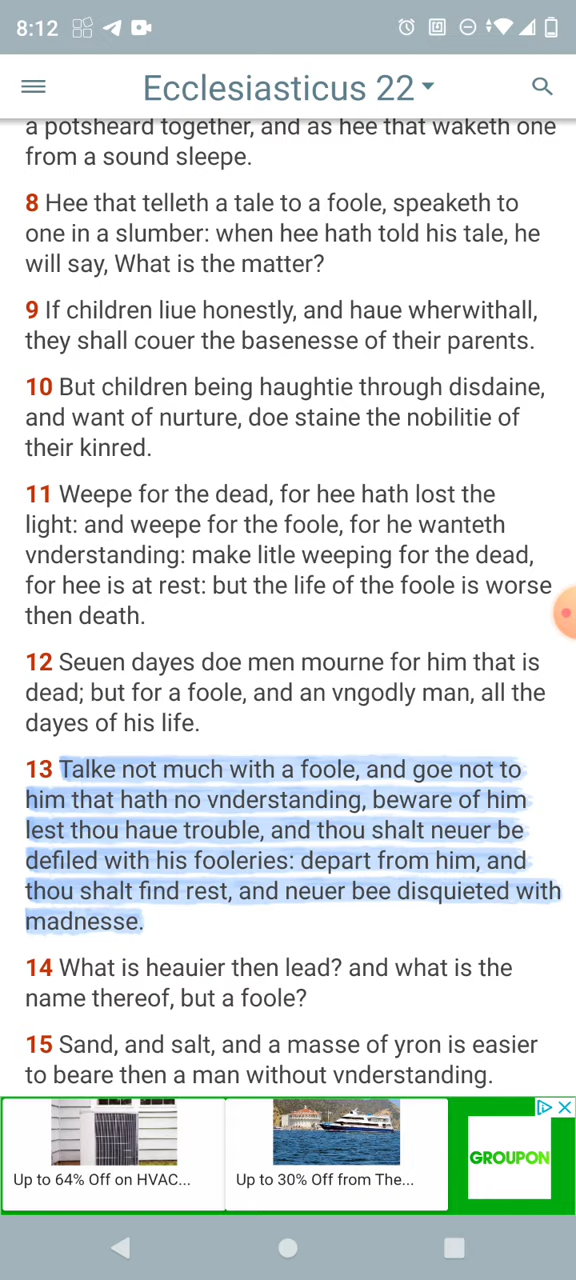 8:12
Ecclesiasticus 22
a potsheard together, and as hee that waketh one
from a sound sleepe.
8 Hee that telleth a tale to a foole, speaketh to
one in a slumber: when hee hath told his tale, he
will say, What is the matter?
9 If children liue honestly, and haue wherwithall,
they shall couer the basenesse of their parents.
10 But children being haughtie through disdaine,
and want of nurture, doe staine the nobilitie of
their kinred.
11 Weepe for the dead, for hee hath lost the
light: and weepe for the foole, for he wanteth
vnderstanding: make litle weeping for the dead,
for hee is at rest: but the life of the foole is worse
then death.
12 Seuen dayes doe men mourne for him that is
dead; but for a foole, and an vngodly man, all the
dayes of his life.
13 Talke not much with a foole, and goe not to
him that hath no vnderstanding, beware of him
lest thou haue trouble, and thou shalt neuer be
defiled with his fooleries: depart from him, and
thou shalt find rest, and neuer bee disquieted with
madnesse.
14 What is heauier then lead? and what is the
name thereof, but a foole?
15 Sand, and salt, and a masse of yron is easier
to beare then a man without vnderstanding.
Up to 64% Off on HVAC...
Up to 30% Off from The...
GROUPON